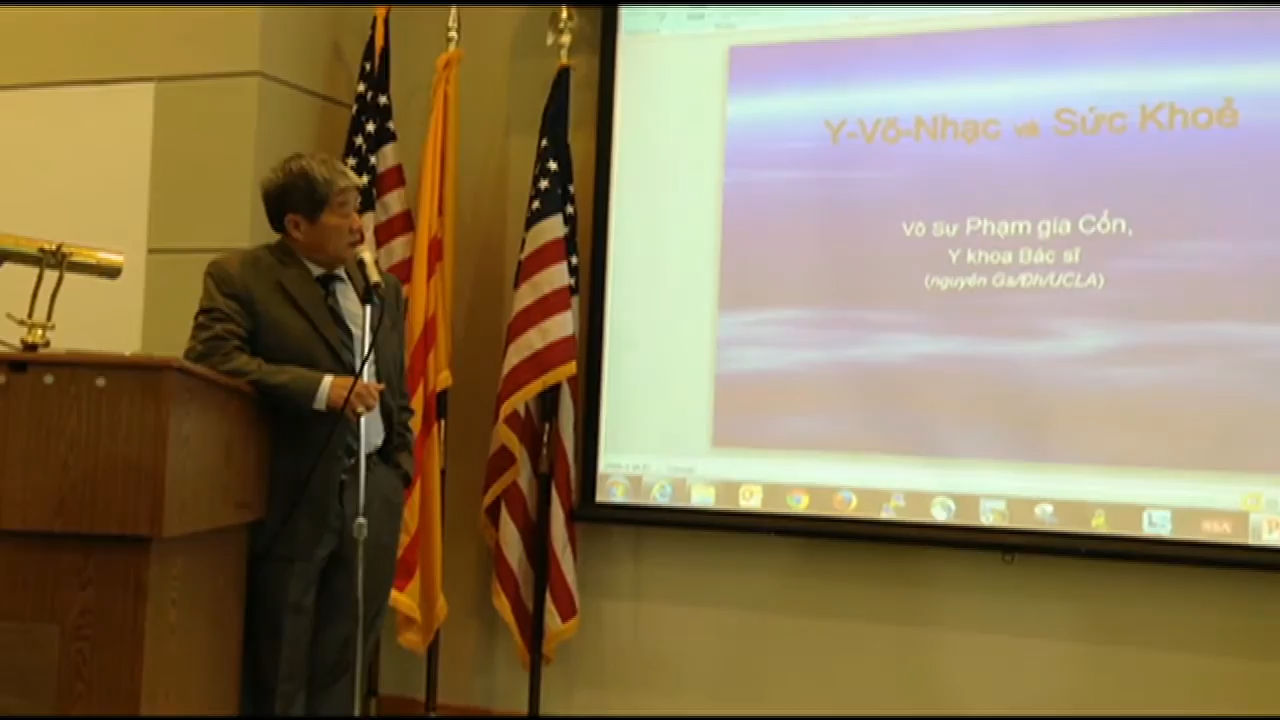 Y-Võ-Nhạc và Sức Khoẻ
Võ Sư Phạm gia Cổn,
Y khoa Bác sĩ
(nguyên Gs/Đh/UCLA)